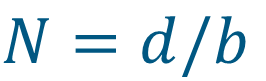 N = d/b